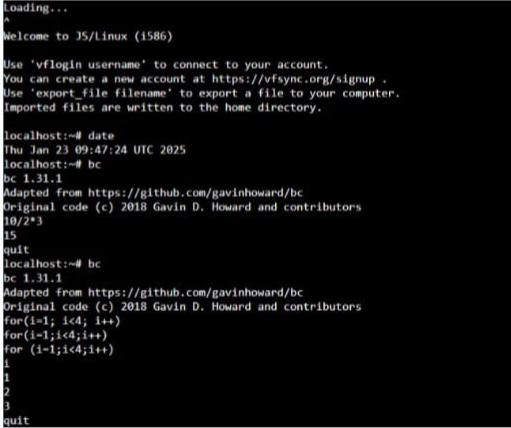 Loading...
^
Welcome to JS/Linux (i586)
Use 'vflogin username' to connect to your account.
You can create a new account at https://vfsync.org/signup .
Use 'export_file filename' to export a file to your computer.
Imported files are written to the home directory.
localhost:~# date
Thu Jan 23 09:47:24 UTC 2025
localhost:~# bc
bc 1.31.1
Adapted from https://github.com/gavinhoward/bc
Original code (c) 2018 Gavin D. Howard and contributors
10/2*3
15
quit
localhost:~# bc
bc 1.31.1
Adapted from https://github.com/gavinhoward/bc
Original code (c) 2018 Gavin D. Howard and contributors
for(i=1; i<4; i++)
for(i=1;i<4;i++)
for (i=1;i<4;i++)
i
1
2
3
quit